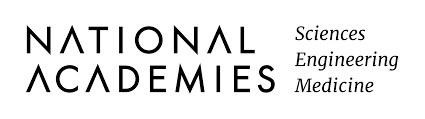 NATIONAL
ACADEMIES
Sciences
Engineering
Medicine